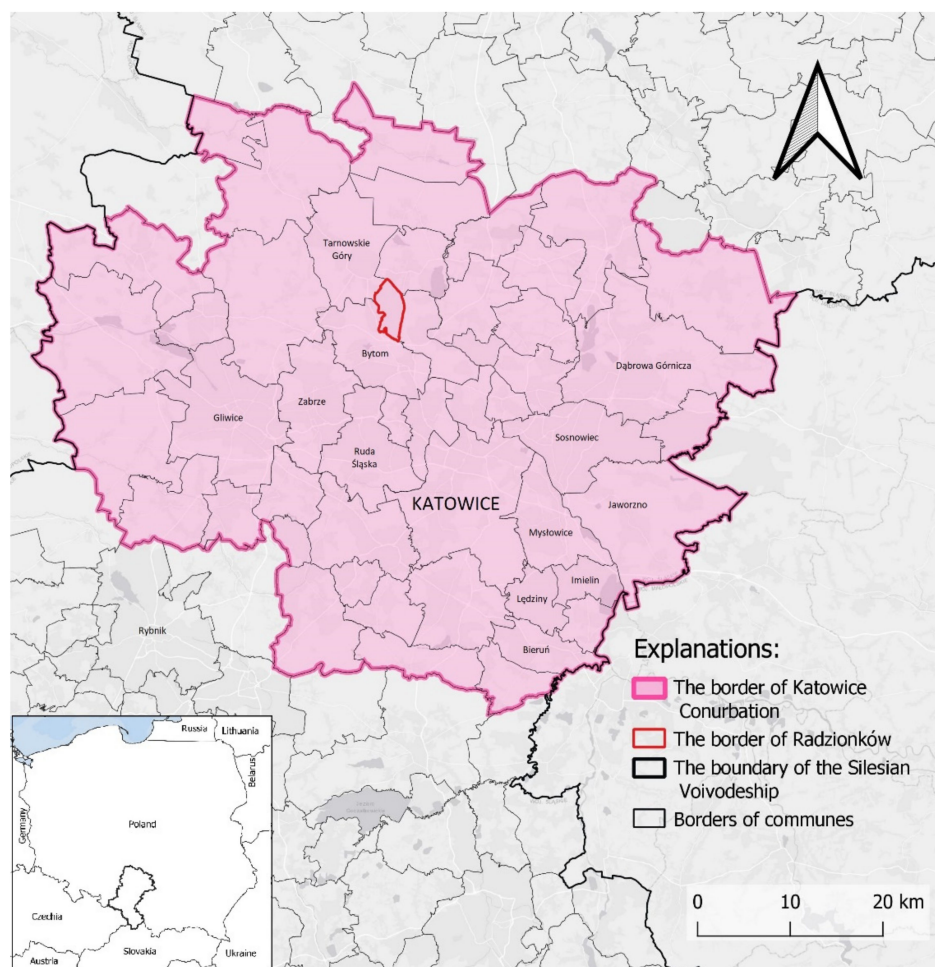 Tarnowskie
Góry
Bytom
Dąbrowa Górnicza
Zabrze
Gliwice
Sosnowiec
Ruda
Śląska
KATOWICE
Jaworzno
Mysłowice
Imielin
Lędziny
Rybnik
Bieruń
Explanations:
The border of Katowice
Conurbation
The border of Radzionków
The boundary of the Silesian
Voivodeship
Borders of communes
0 10 20 km
Russia
Lithuania
Belarus
Germany
Poland
Czechia
Slovakia
Ukraine
Austria